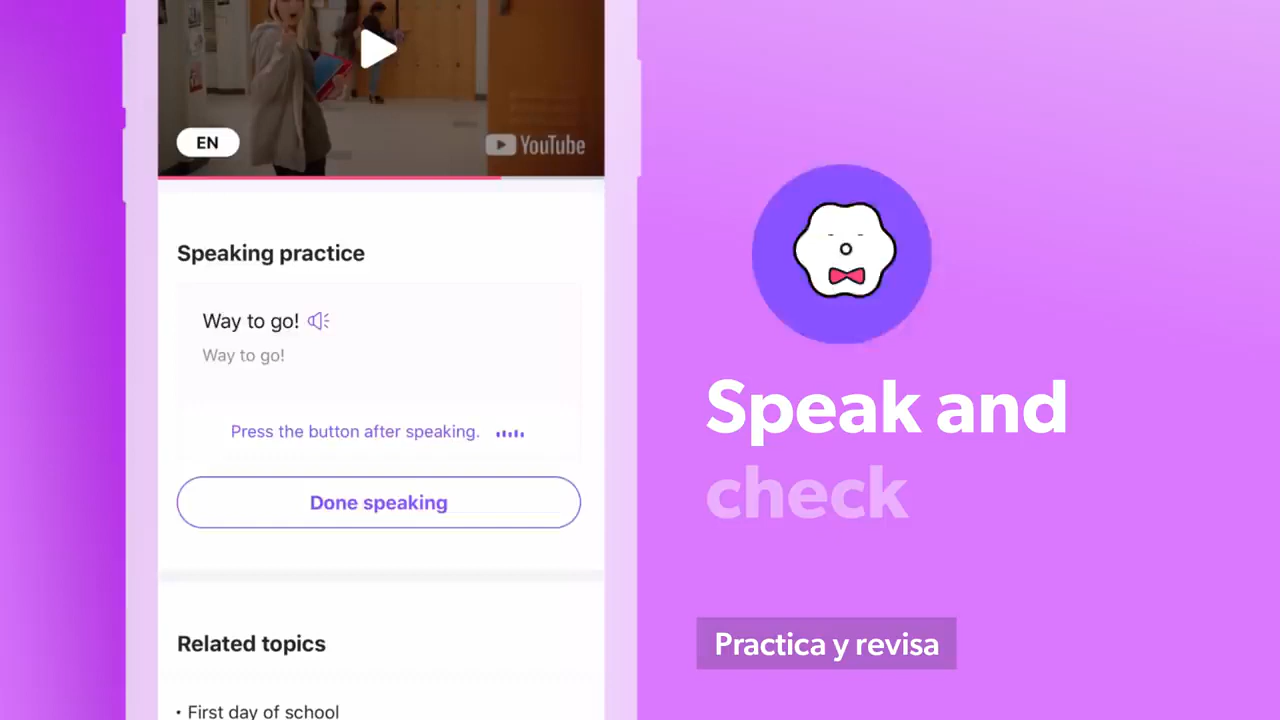 EN
YouTube
Speaking practice
Way to go!
Way to go!
Press the button after speaking.
Done speaking
Related topics
• First day of school
Speak and
check
Practica y revisa